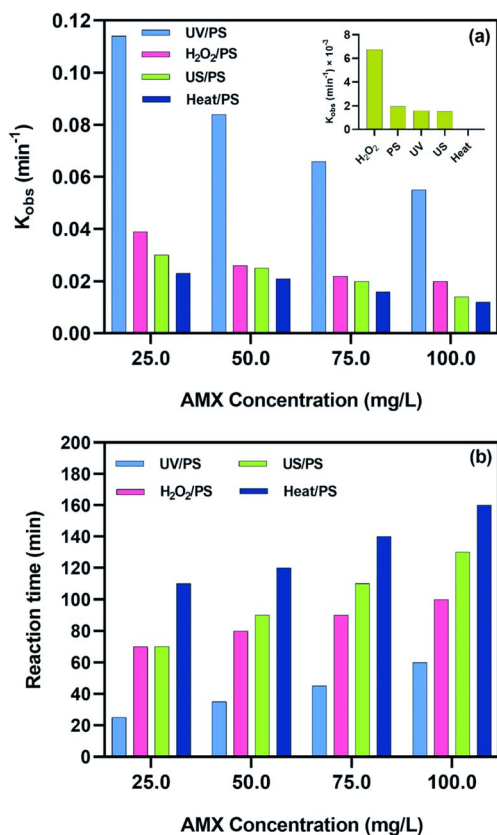 (a)
UV/PS
H₂O₂/PS
US/PS
Heat/PS
K_obs (min⁻¹)
0.12
0.10
0.08
0.06
0.04
0.02
0.00
25.0 50.0 75.0 100.0
AMX Concentration (mg/L)
K_obs (min⁻¹) × 10⁻³
8
6
4
2
0
H₂O₂ PS UV US Heat
(b)
UV/PS US/PS
H₂O₂/PS Heat/PS
Reaction time (min)
200
180
160
140
120
100
80
60
40
20
0
25.0 50.0 75.0 100.0
AMX Concentration (mg/L)